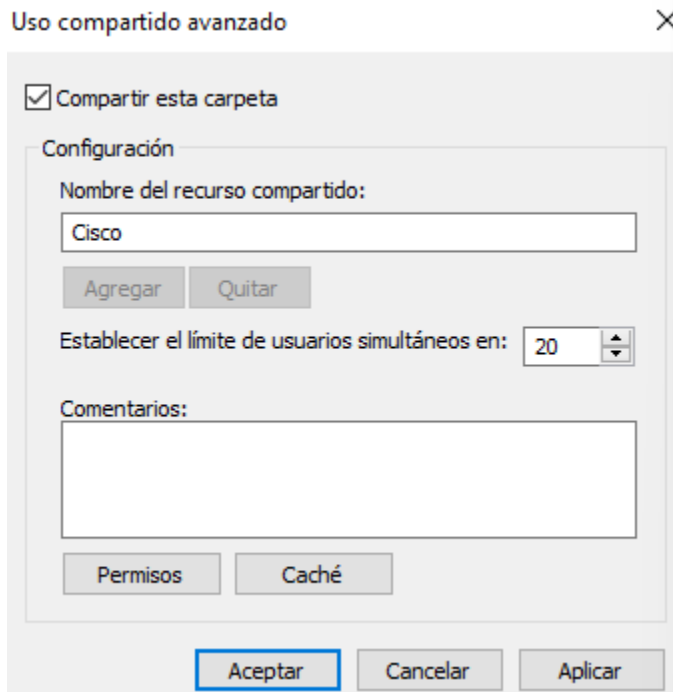 Uso compartido avanzado
Compartir esta carpeta
Configuración
Nombre del recurso compartido:
Cisco
Agregar Quitar
Establecer el límite de usuarios simultáneos en: 20
Comentarios:
Permisos Caché
Aceptar Cancelar Aplicar